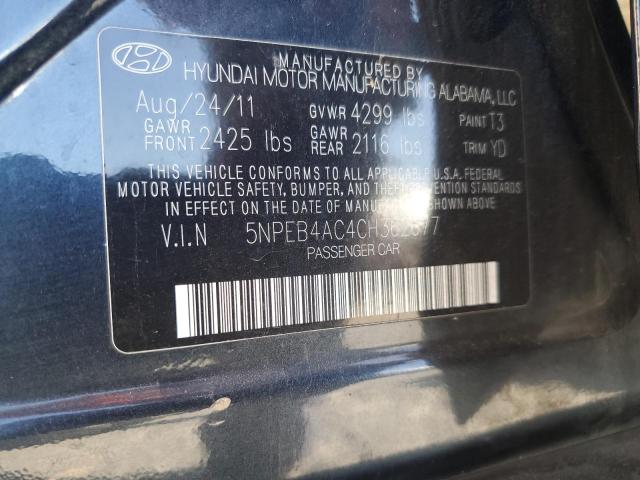 MANUFACTURED BY
HYUNDAI MOTOR MANUFACTURING ALABAMA, LLC
Aug/24/11 GVWR 4299 lbs PAINT T3
GAWR FRONT 2425 lbs GAWR REAR 2116 lbs TRIM YD
THIS VEHICLE CONFORMS TO ALL APPLICABLE U.S.A. FEDERAL
MOTOR VEHICLE SAFETY, BUMPER, AND THEFT PREVENTION STANDARDS
IN EFFECT ON THE DATE OF MANUFACTURE SHOWN ABOVE.
V.I.N
PASSENGER CAR